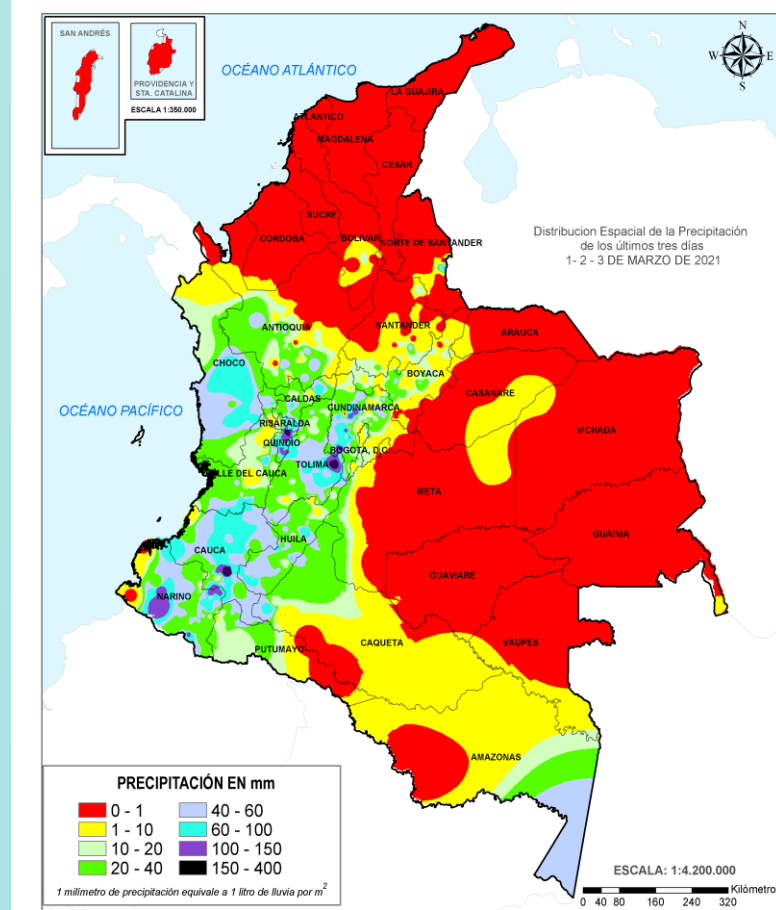 SAN ANDRÉS
PROVIDENCIA Y
STA. CATALINA
ESCALA 1:350.000
OCÉANO ATLÁNTICO
N
W
E
S
LA GUAJIRA
ATLANTICO
MAGDALENA
CESAR
SUCRE
CORDOBA
BOLIVAR
NORTE DE SANTANDER
Distribucion Espacial de la Precipitación
de los últimos tres días
1- 2 - 3 DE MARZO DE 2021
ANTIOQUIA
SANTANDER
ARAUCA
CHOCO
BOYACA
CASANARE
CALDAS
CUNDINAMARCA
OCÉANO PACÍFICO
RISARALDA
VICHADA
QUINDIO
BOGOTA, D.C.
TOLIMA
VALLE DEL CAUCA
META
GUAINIA
HUILA
CAUCA
GUAVIARE
NARINO
CAQUETA
VAUPES
PUTUMAYO
AMAZONAS
PRECIPITACIÓN EN mm
0 - 1
40 - 60
1 - 10
60 - 100
10 - 20
100 - 150
20 - 40
150 - 400
1 milímetro de precipitación equivale a 1 litro de lluvia por m²
ESCALA: 1:4.200.000
Kilómetro
0 40 80 160 240 320